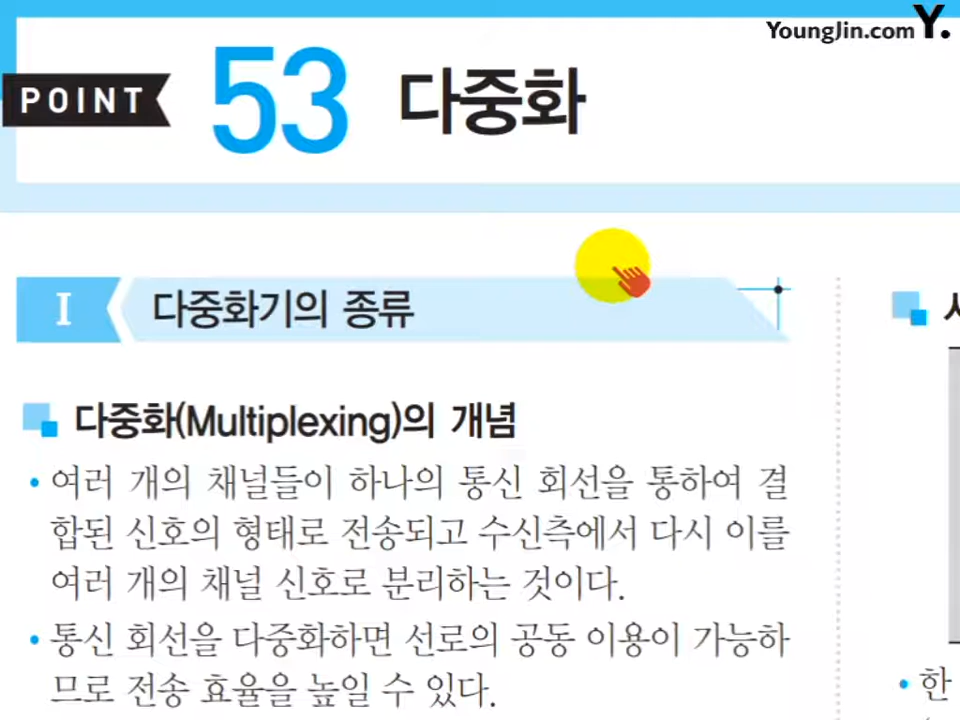 YoungJin.com Y.
POINT 53 다중화
I 다중화기의 종류
다중화(Multiplexing)의 개념
• 여러 개의 채널들이 하나의 통신 회선을 통하여 결
합된 신호의 형태로 전송되고 수신측에서 다시 이를
여러 개의 채널 신호로 분리하는 것이다.
• 통신 회선을 다중화하면 선로의 공동 이용이 가능하
므로 전송 효율을 높일 수 있다.
• 한